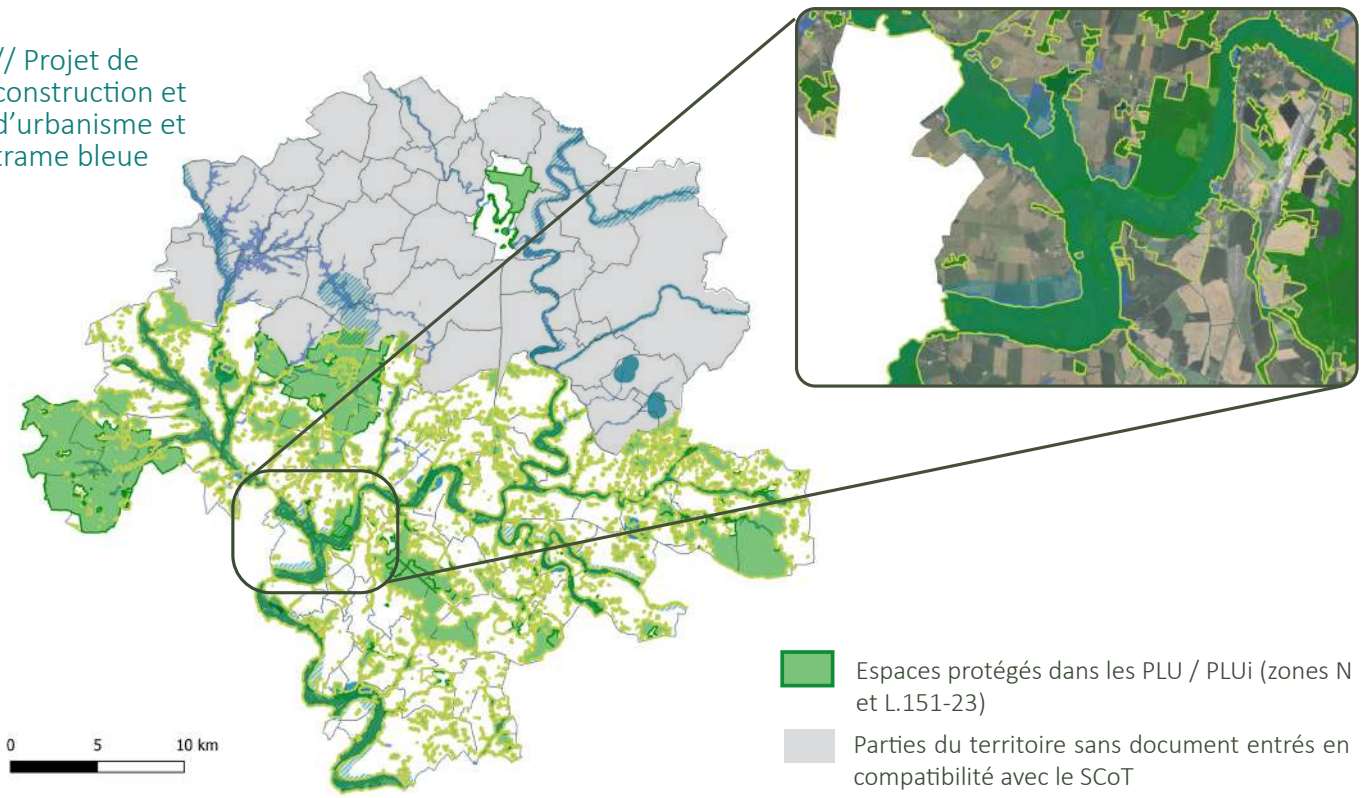 // Projet de
construction et
d'urbanisme et
trame bleue
0 5 10 km
Espaces protégés dans les PLU / PLUi (zones N
et L.151-23)
Parties du territoire sans document entrés en
compatibilité avec le SCoT